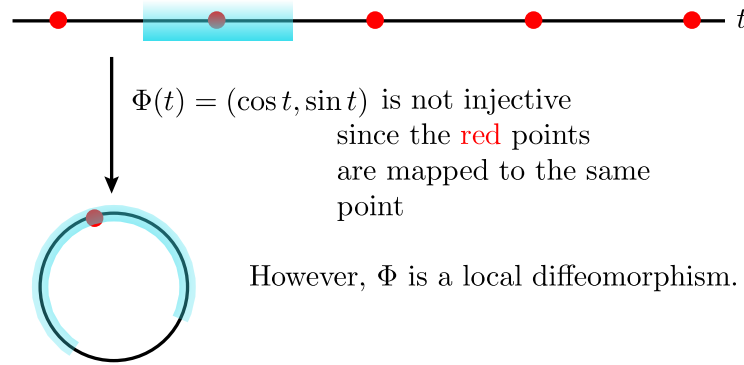 t
Φ(t) = (cos t, sin t) is not injective
since the red points
are mapped to the same
point
However, Φ is a local diffeomorphism.